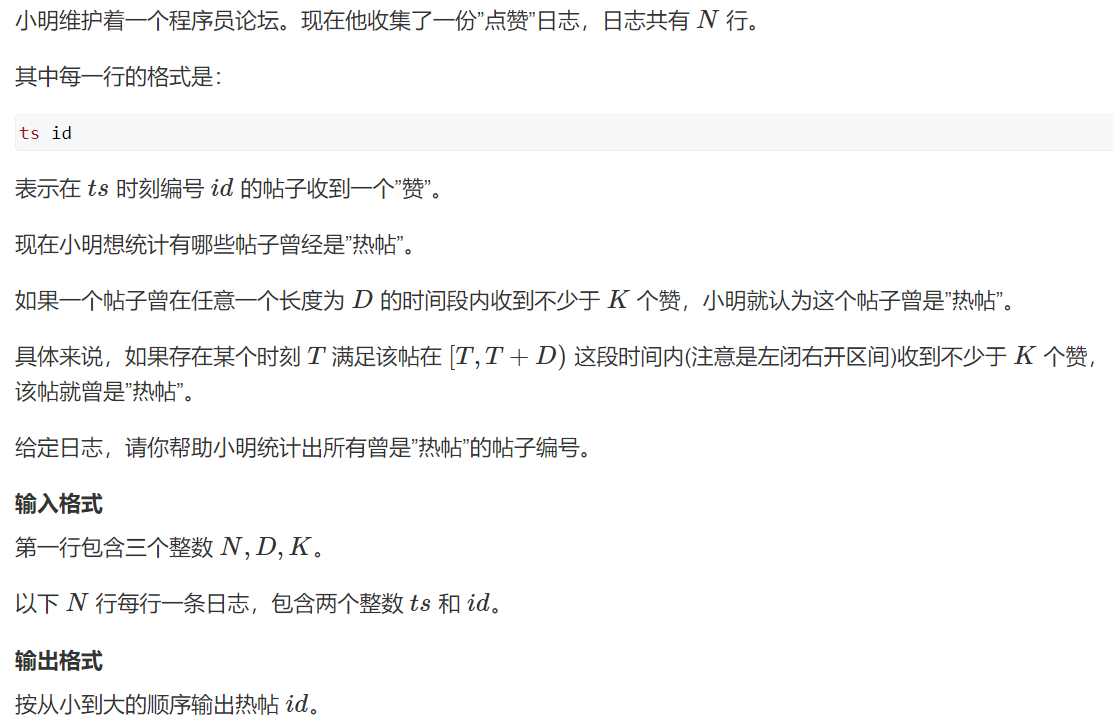 小明维护着一个程序员论坛。现在他收集了一份”点赞”日志，日志共有 N 行。
其中每一行的格式是：
ts id
表示在 ts 时刻编号 id 的帖子收到一个”赞”。
现在小明想统计有哪些帖子曾经是”热帖”。
如果一个帖子曾在任意一个长度为 D 的时间段内收到不少于 K 个赞，小明就认为这个帖子曾是”热帖”。
具体来说，如果存在某个时刻 T 满足该帖在 [T, T + D) 这段时间内(注意是左闭右开区间)收到不少于 K 个赞，
该帖就曾是”热帖”。
给定日志，请你帮助小明统计出所有曾是”热帖”的帖子编号。
输入格式
第一行包含三个整数 N, D, K。
以下 N 行每行一条日志，包含两个整数 ts 和 id。
输出格式
按从小到大的顺序输出热帖 id。